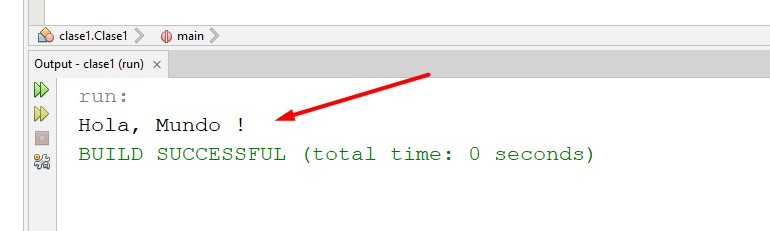 clase1.Clase1 main
Output - clase1 (run) ×
run:
Hola, Mundo !
BUILD SUCCESSFUL (total time: 0 seconds)